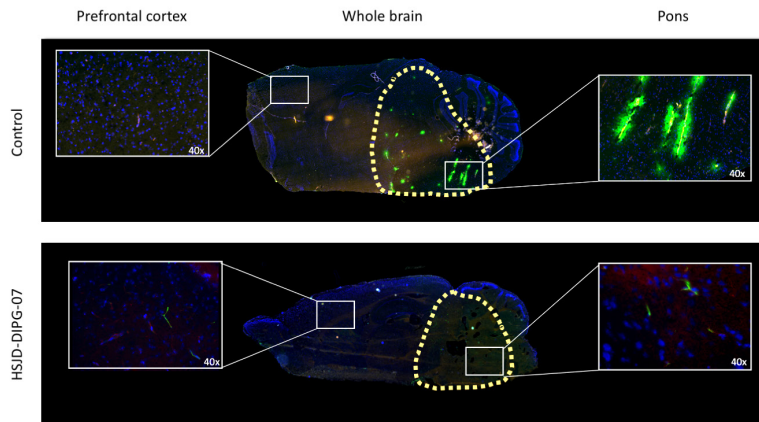 Prefrontal cortex Whole brain Pons
Control
40x
40x
HSJD-DIPG-07
40x
40x